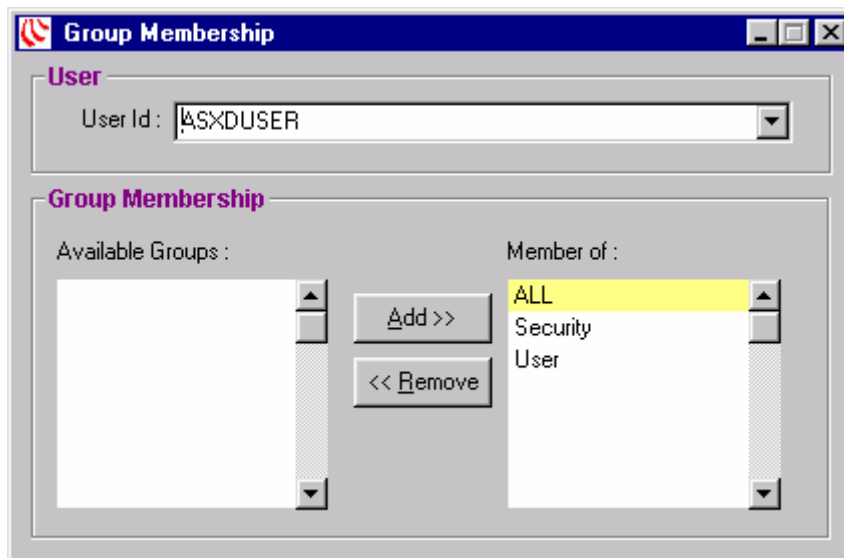 Group Membership
User
User Id : ASXDUSER
Group Membership
Available Groups :
Member of :
Add >>
<< Remove
ALL
Security
User